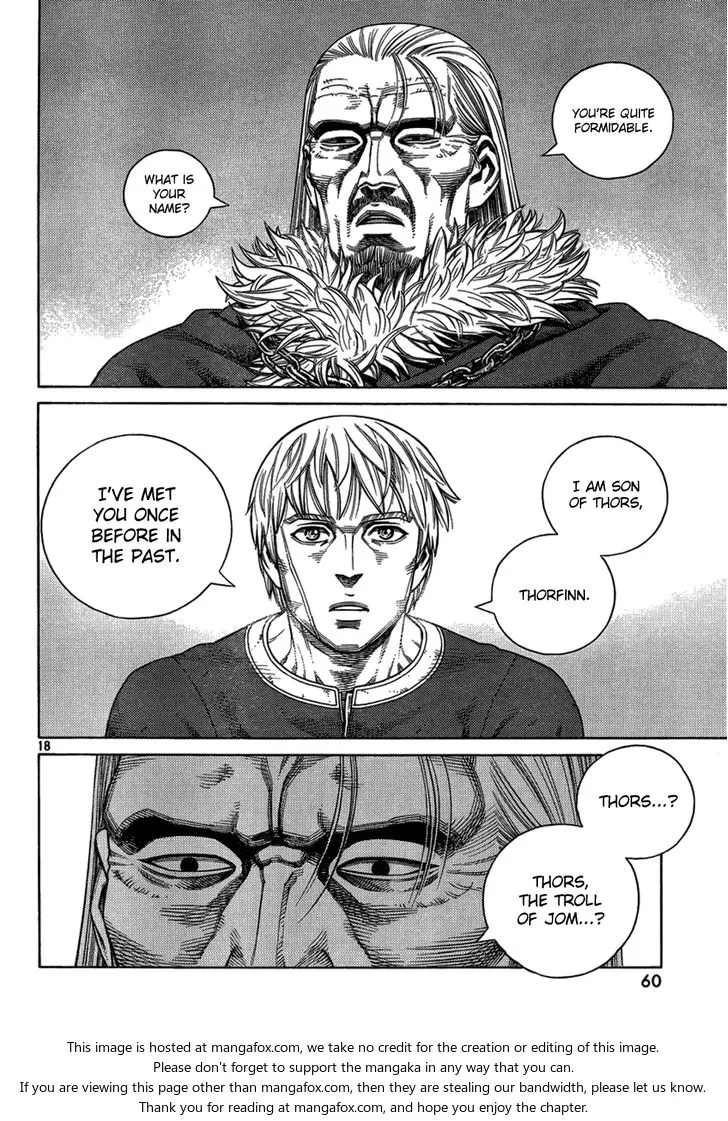 YOU'RE QUITE
FORMIDABLE.
WHAT IS
YOUR
NAME?
I AM SON
OF THORS,
THORFINN.
I'VE MET
YOU ONCE
BEFORE IN
THE PAST.
18
THORS...?
THORS,
THE TROLL
OF JOM...?
60
This image is hosted at mangafox.com, we take no credit for the creation or editing of this image.
Please don't forget to support the mangaka in any way that you can.
If you are viewing this page other than mangafox.com, then they are stealing our bandwidth, please let us know.
Thank you for reading at mangafox.com, and hope you enjoy the chapter.